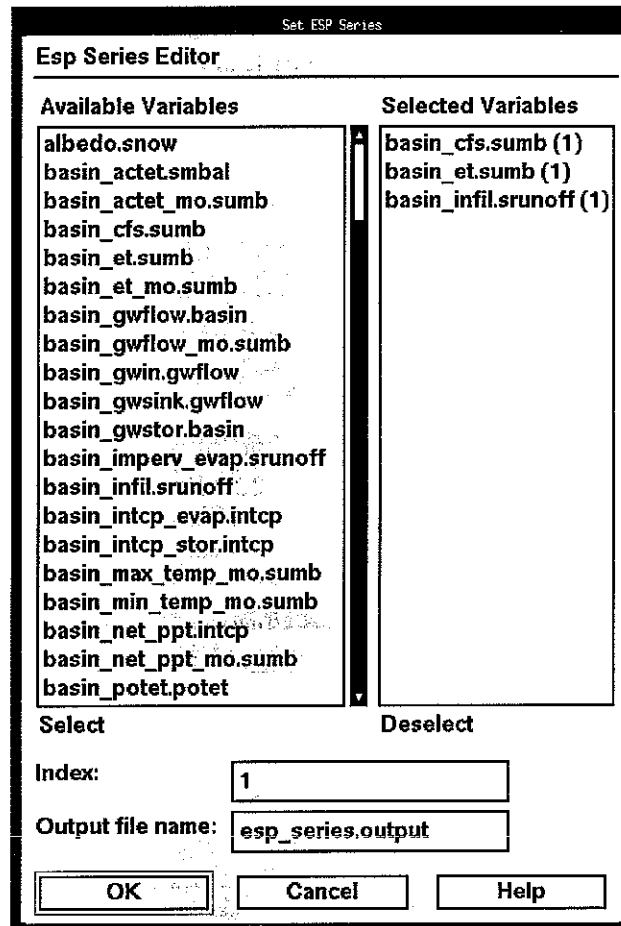 Set ESP Series
Esp Series Editor
Available Variables
albedo.snow
basin_actet.smbal
basin_actet_mo.sumb
basin_cfs.sumb
basin_et.sumb
basin_et_mo.sumb
basin_gwflow.basin
basin_gwflow_mo.sumb
basin_gwin.gwflow
basin_gwsink.gwflow
basin_gwstor.basin
basin_imperv_evap.srunoff
basin_infil.srunoff
basin_intcp_evap.intcp
basin_intcp_stor.intcp
basin_max_temp_mo.sumb
basin_min_temp_mo.sumb
basin_net_ppt.intcp
basin_net_ppt_mo.sumb
basin_potet.potet
Select
Selected Variables
basin_cfs.sumb (1)
basin_et.sumb (1)
basin_infil.srunoff (1)
Deselect
Index: 1
Output file name: esp_series.output
OK Cancel Help